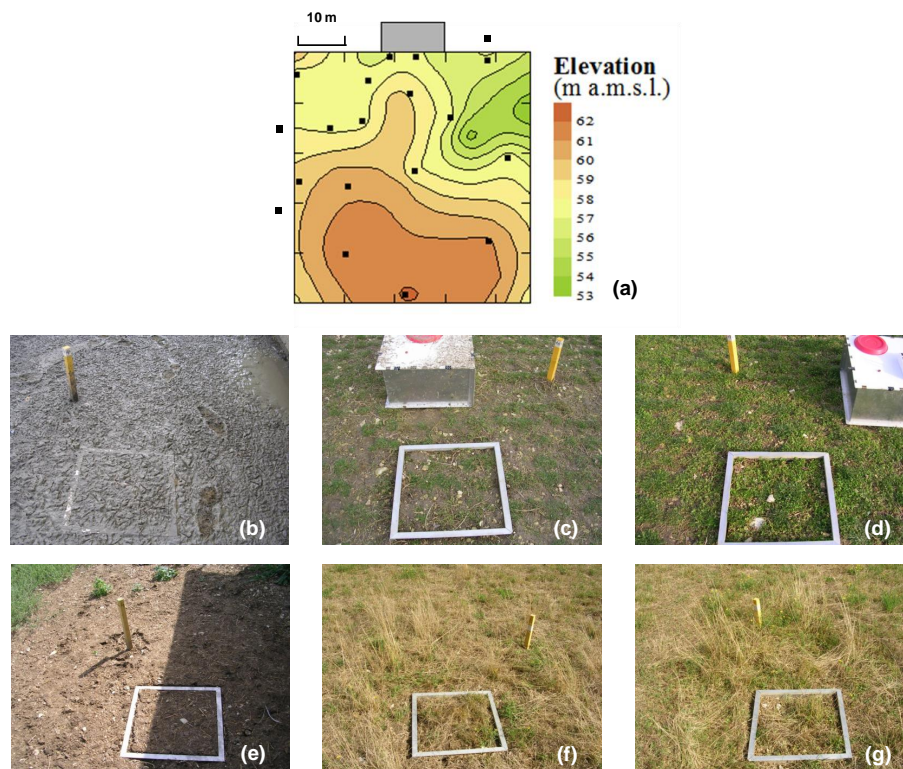 10 m
Elevation
(m a.m.s.l.)
62
61
60
59
58
57
56
55
54
53
(a)
(b)
(c)
(d)
(e)
(f)
(g)